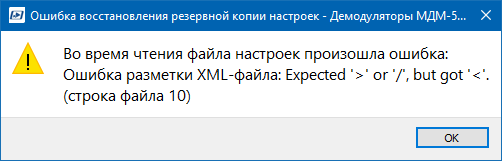 Ошибка восстановления резервной копии настроек - Демодуляторы МДМ-5...
Во время чтения файла настроек произошла ошибка:
Ошибка разметки XML-файла: Expected '>' or '/', but got '<'.
(строка файла 10)
OK